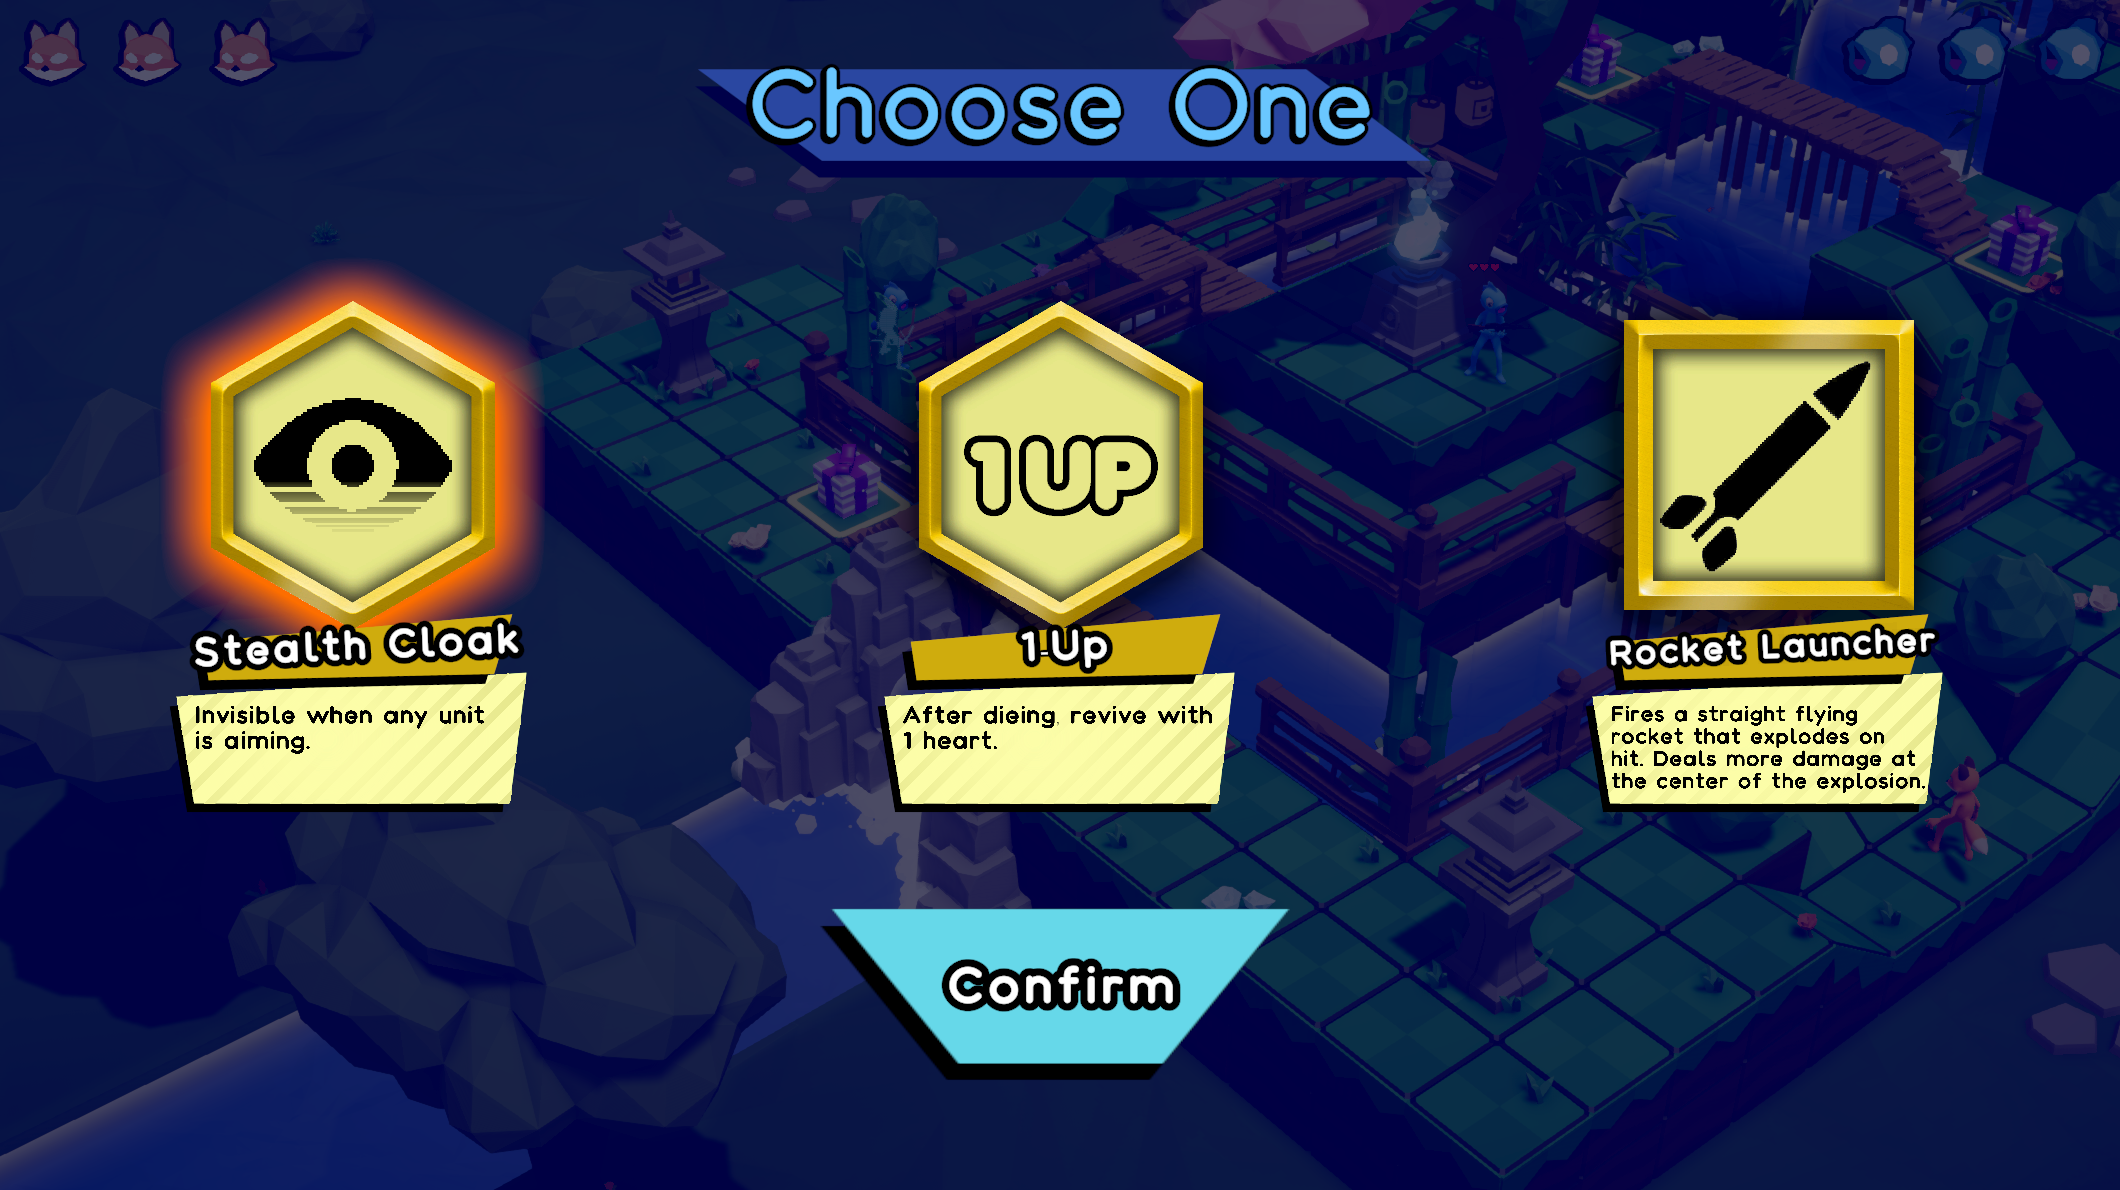 Choose One
1UP
Stealth Cloak
Invisible when any unit
is aiming.
1-Up
After dieing, revive with
1 heart.
Rocket Launcher
Fires a straight flying
rocket that explodes on
hit. Deals more damage at
the center of the explosion.
Confirm